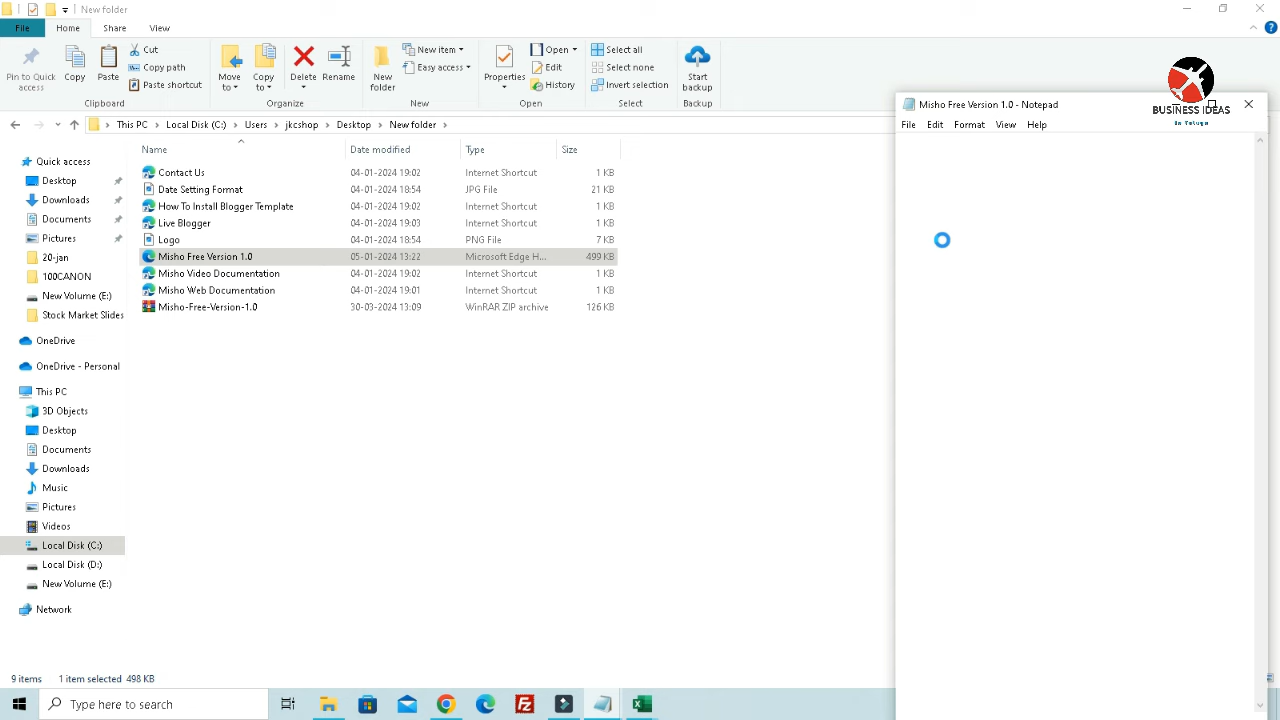 New folder
File Home Share View
Pin to Quick access
Copy
Paste
Cut
Copy path
Paste shortcut
Clipboard
Move to
Copy to
Delete
Rename
Organize
New folder
New item
Easy access
New
Properties
Open
Edit
History
Open
Select all
Select none
Invert selection
Select
Start backup
Backup
BUSINESS IDEAS
In Telugu
This PC > Local Disk (C:) > Users > jkcshop > Desktop > New folder >
Misho Free Version 1.0 - Notepad
File Edit Format View Help
Name Date modified Type Size
Contact Us 04-01-2024 19:02 Internet Shortcut 1 KB
Date Setting Format 04-01-2024 18:54 JPG File 21 KB
How To Install Blogger Template 04-01-2024 19:02 Internet Shortcut 1 KB
Live Blogger 04-01-2024 19:03 Internet Shortcut 1 KB
Logo 04-01-2024 18:54 PNG File 7 KB
Misho Free Version 1.0 05-01-2024 13:22 Microsoft Edge H... 499 KB
Misho Video Documentation 04-01-2024 19:02 Internet Shortcut 1 KB
Misho Web Documentation 04-01-2024 19:01 Internet Shortcut 1 KB
Misho-Free-Version-1.0 30-03-2024 13:09 WinRAR ZIP archive 126 KB
Quick access
Desktop
Downloads
Documents
Pictures
20-jan
100CANON
New Volume (E:)
Stock Market Slides
OneDrive
OneDrive - Personal
This PC
3D Objects
Desktop
Documents
Downloads
Music
Pictures
Videos
Local Disk (C:)
Local Disk (D:)
New Volume (E:)
Network
9 items 1 item selected 498 KB
Type here to search